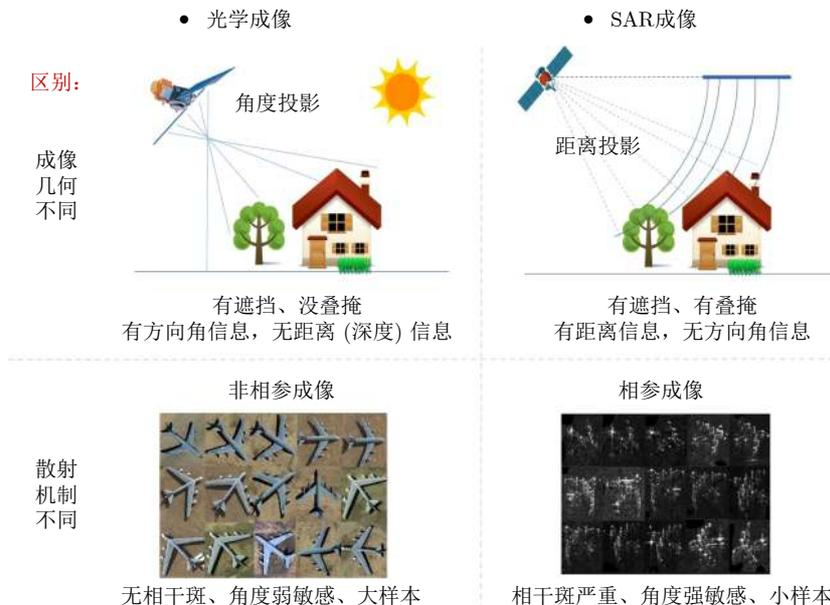 • 光学成像
• SAR成像
区别：
角度投影
距离投影
成像
几何
不同
有遮挡、没叠掩
有方向角信息，无距离 (深度) 信息
有遮挡、有叠掩
有距离信息，无方向角信息
非相参成像
相参成像
散射
机制
不同
无相干斑、角度弱敏感、大样本
相干斑严重、角度强敏感、小样本